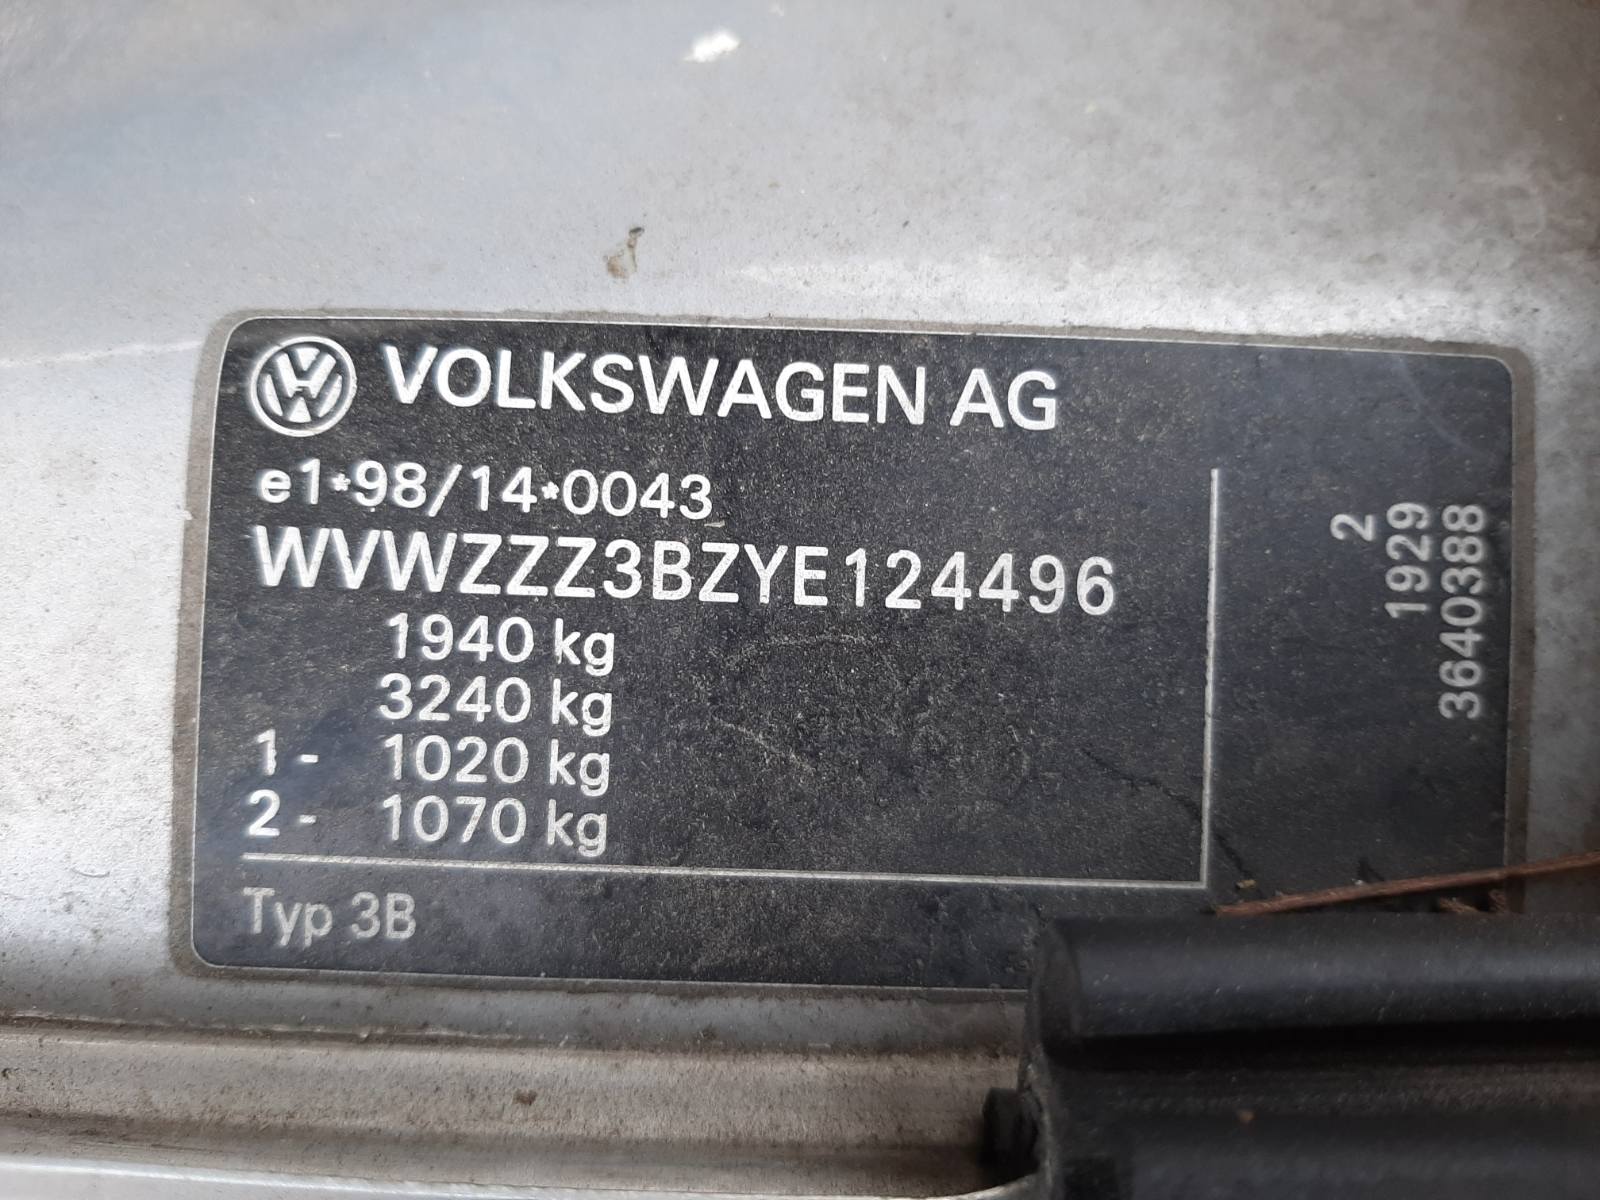 VOLKSWAGEN AG
e1*98/14*0043
WVWZZZ3BZYE124496
1940 kg
3240 kg
1- 1020 kg
2- 1070 kg
Typ 3B
2
1929
3640388